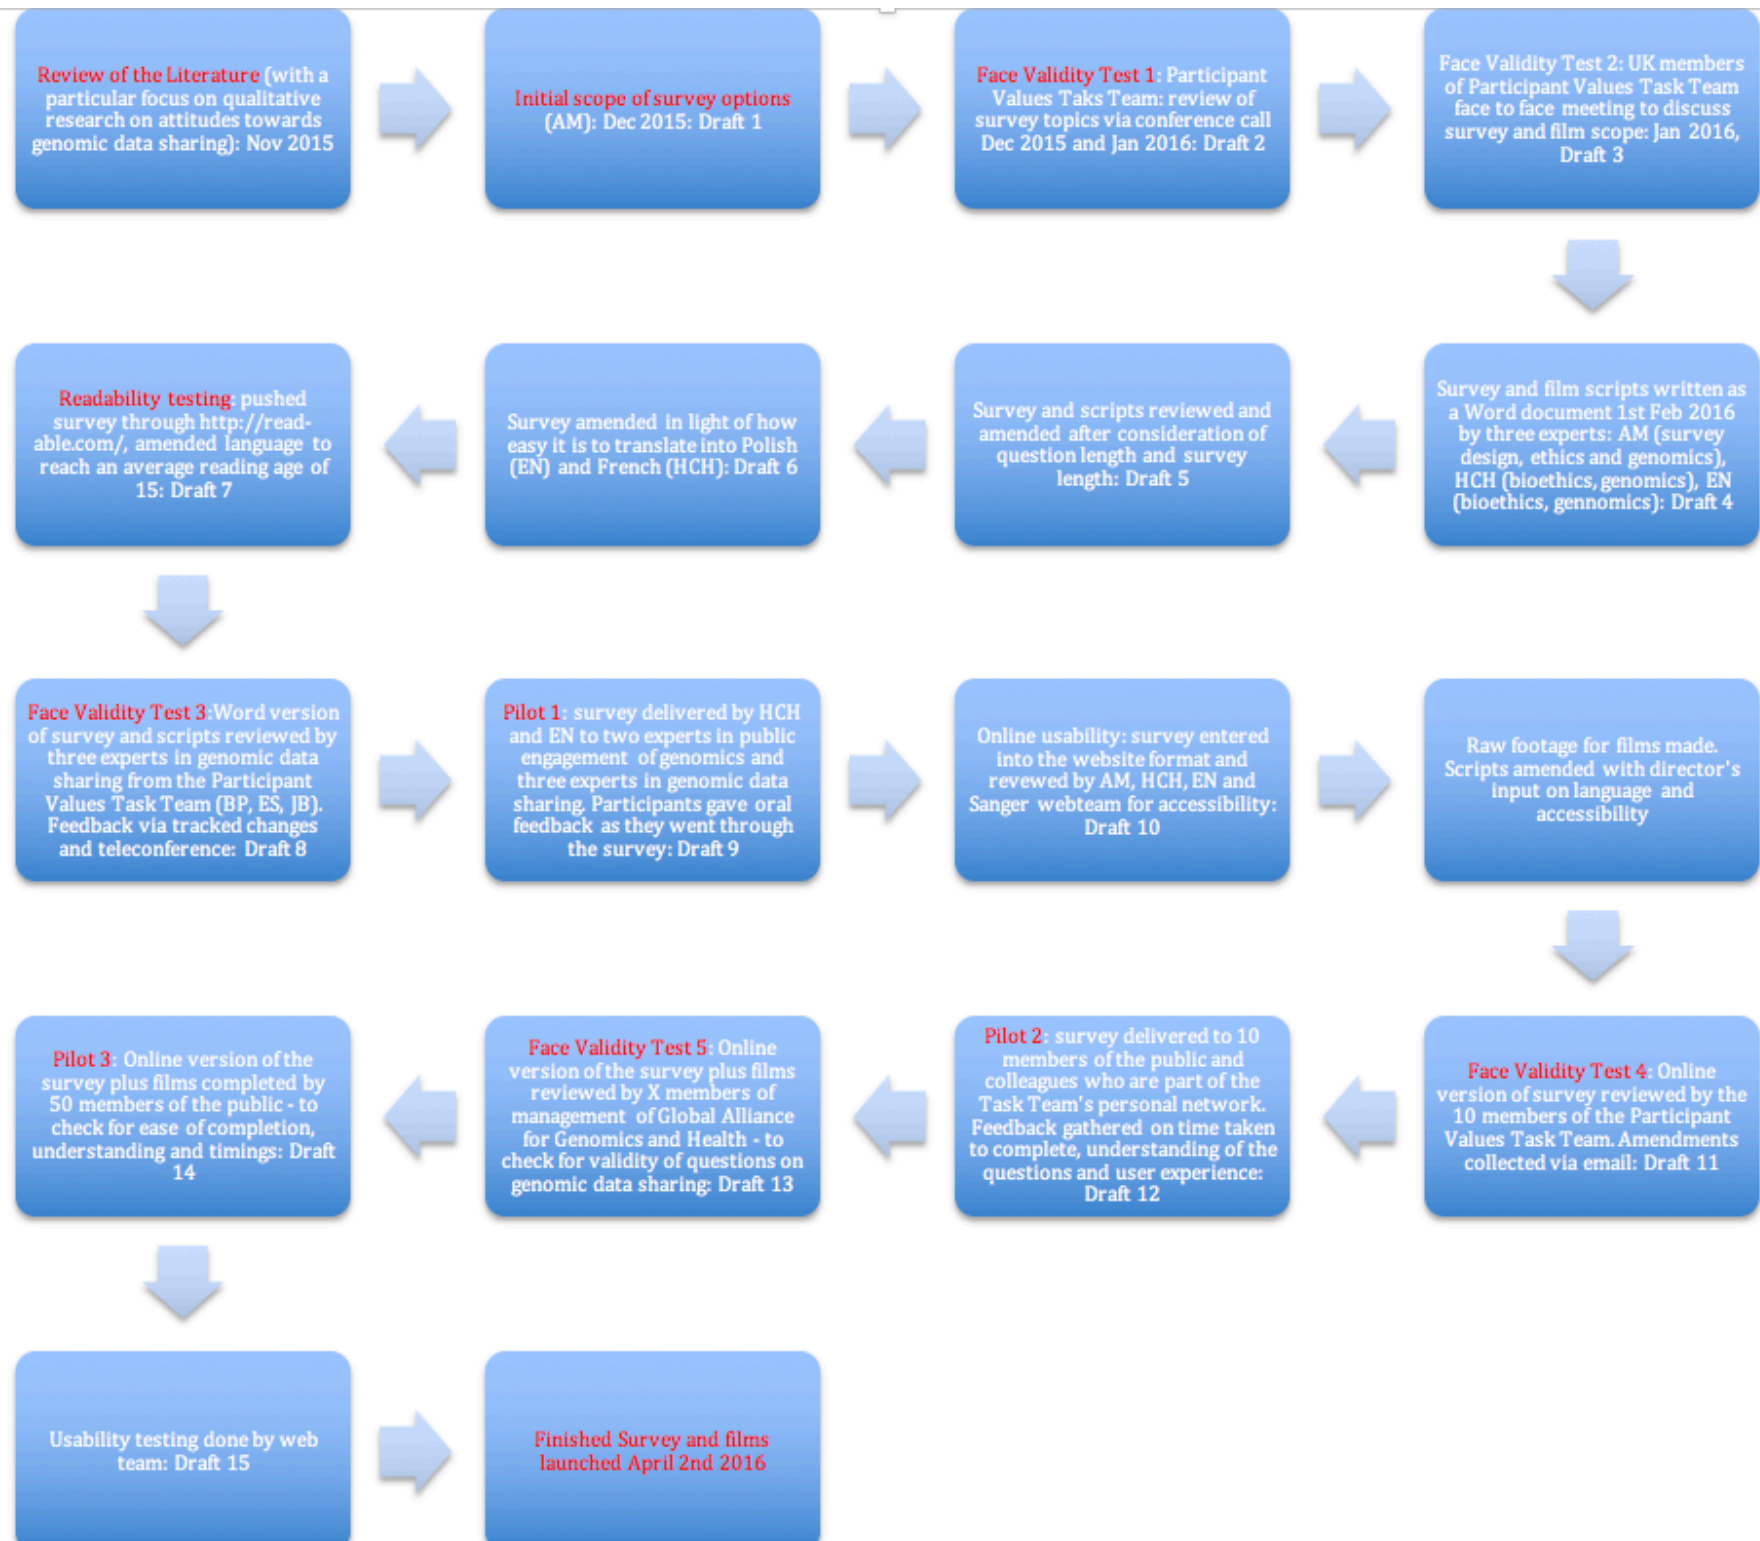 Review of the Literature (with a
particular focus on qualitative
research on attitudes towards
genomic data sharing): Nov 2015
Initial scope of survey options
(AM): Dec 2015: Draft 1
Face Validity Test 1: Participant
Values Taks Team: review of
survey topics via conference call
Dec 2015 and Jan 2016: Draft 2
Face Validity Test 2: UK members
of Participant Values Task Team
face to face meeting to discuss
survey and film scope: Jan 2016,
Draft 3
Survey and film scripts written as
a Word document 1st Feb 2016
by three experts: AM (survey
design, ethics and genomics),
HCH (bioethics, genomics), EN
(bioethics, gennomics): Draft 4
Survey and scripts reviewed and
amended after consideration of
question length and survey
length: Draft 5
Survey amended in light of how
easy it is to translate into Polish
(EN) and French (HCH): Draft 6
Readability testing: pushed
survey through http://read-
able.com/, amended language to
reach an average reading age of
15: Draft 7
Face Validity Test 3:Word version
of survey and scripts reviewed by
three experts in genomic data
sharing from the Participant
Values Task Team (BP, ES, JB).
Feedback via tracked changes
and teleconference: Draft 8
Pilot 1: survey delivered by HCH
and EN to two experts in public
engagement of genomics and
three experts in genomic data
sharing. Participants gave oral
feedback as they went through
the survey: Draft 9
Online usability: survey entered
into the website format and
revewed by AM, HCH, EN and
Sanger webteam for accessibility:
Draft 10
Raw footage for films made.
Scripts amended with director's
input on language and
accessibility
Face Validity Test 4: Online
version of survey reviewed by the
10 members of the Participant
Values Task Team. Amendments
collected via email: Draft 11
Pilot 2: survey delivered to 10
members of the public and
colleagues who are part of the
Task Team's personal network.
Feedback gathered on time taken
to complete, understanding of the
questions and user experience:
Draft 12
Face Validity Test 5: Online
version of the survey plus films
reviewed by X members of
management of Global Alliance
for Genomics and Health - to
check for validity of questions on
genomic data sharing: Draft 13
Pilot 3: Online version of the
survey plus films completed by
50 members of the public - to
check for ease of completion,
understanding and timings: Draft
14
Usability testing done by web
team: Draft 15
Finished Survey and films
launched April 2nd 2016